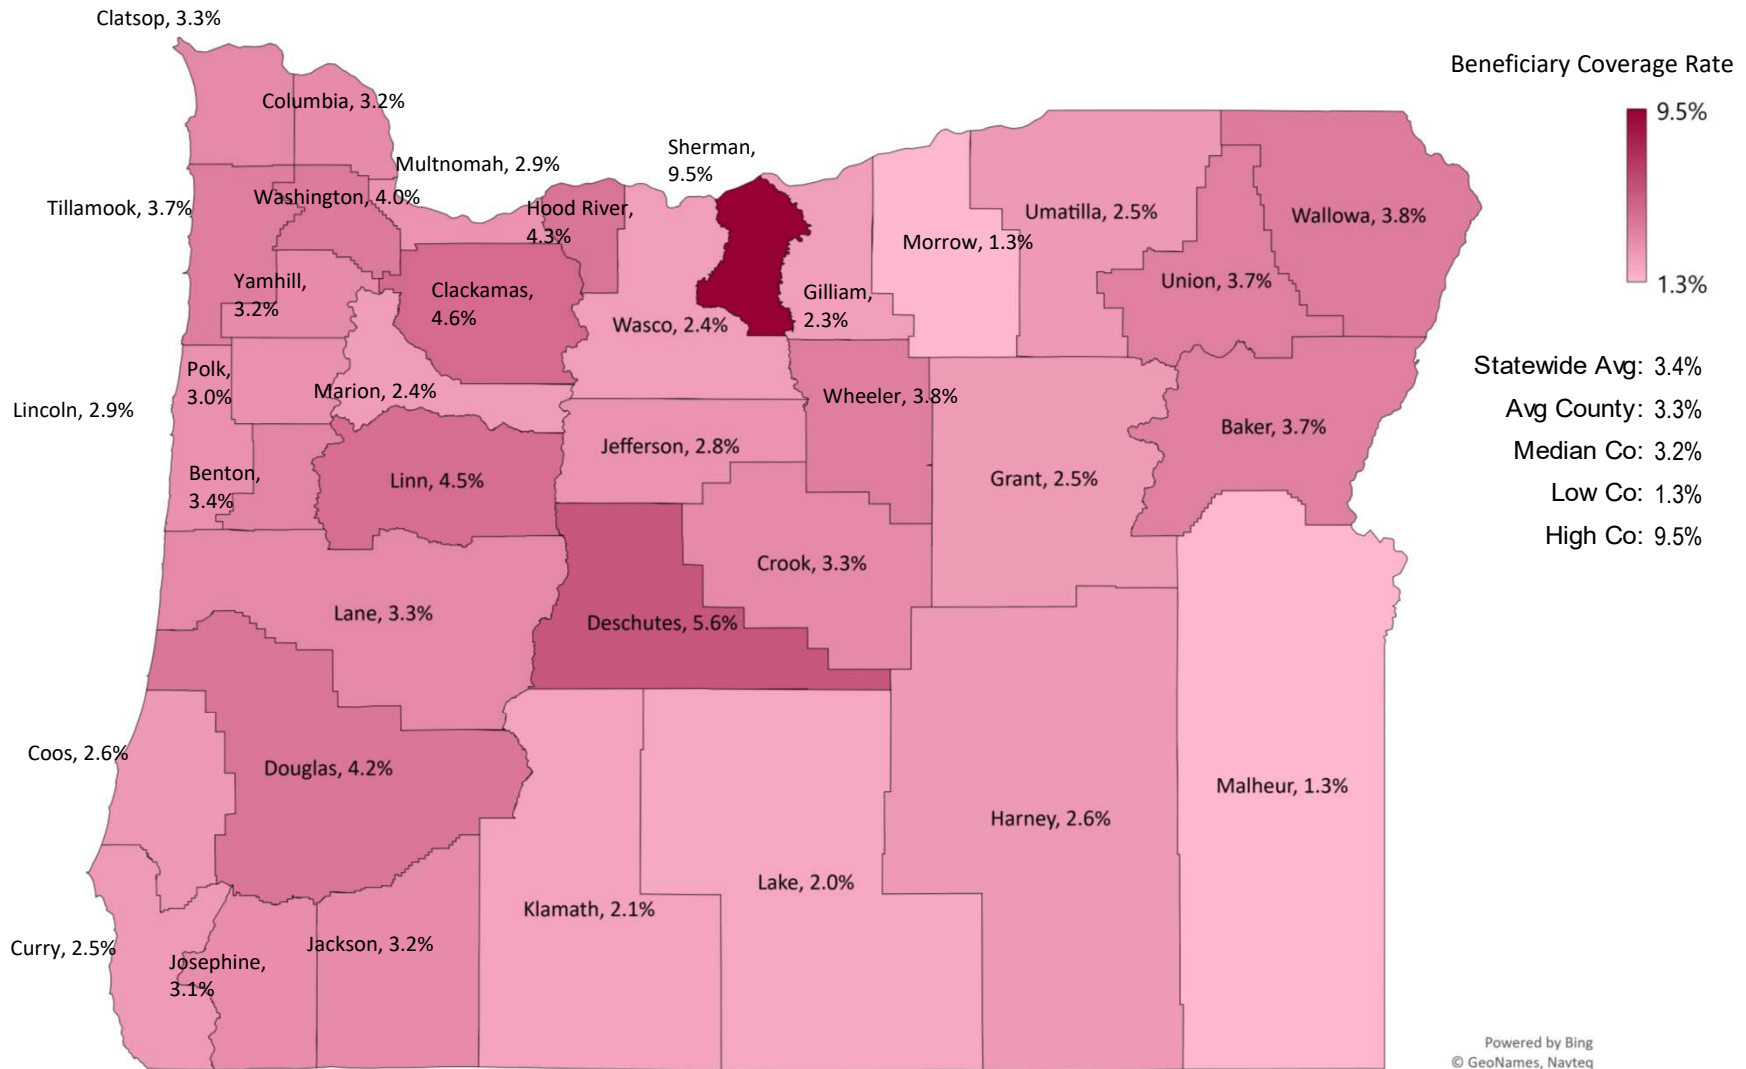 Clatsop, 3.3%
Beneficiary Coverage Rate
Columbia, 3.2%
9.5%
Sherman,
9.5%
Multnomah, 2.9%
Washington, 4.0%
Tillamook, 3.7%
Hood River,
4.3%
Umatilla, 2.5%
Wallowa, 3.8%
Morrow, 1.3%
Yamhill,
3.2%
Clackamas,
4.6%
Gilliam,
2.3%
Union, 3.7%
1.3%
Wasco, 2.4%
Statewide Avg: 3.4%
Polk,
3.0%
Marion, 2.4%
Wheeler, 3.8%
Lincoln, 2.9%
Avg County: 3.3%
Baker, 3.7%
Jefferson, 2.8%
Median Co: 3.2%
Benton,
3.4%
Linn, 4.5%
Grant, 2.5%
Low Co: 1.3%
High Co: 9.5%
Crook, 3.3%
Lane, 3.3%
Deschutes, 5.6%
Coos, 2.6%
Douglas, 4.2%
Malheur, 1.3%
Harney, 2.6%
Lake, 2.0%
Klamath, 2.1%
Curry, 2.5%
Jackson, 3.2%
Josephine,
3.1%
Powered by Bing
© GeoNames, Navteq